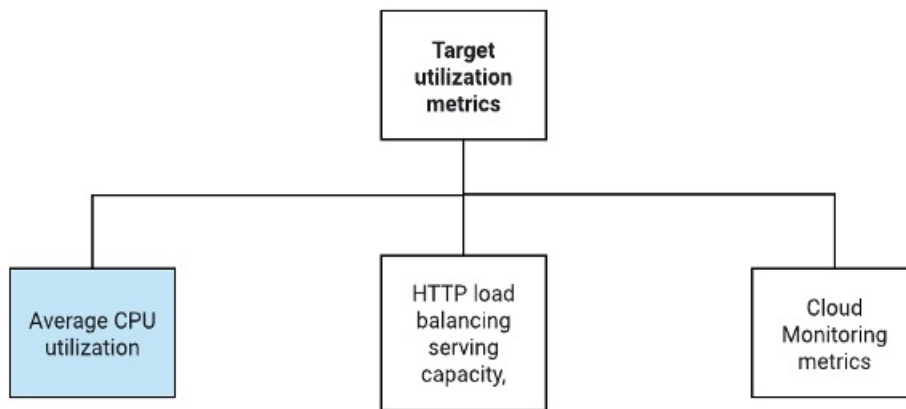 Target
utilization
metrics
Average CPU
utilization
HTTP load
balancing
serving
capacity,
Cloud
Monitoring
metrics